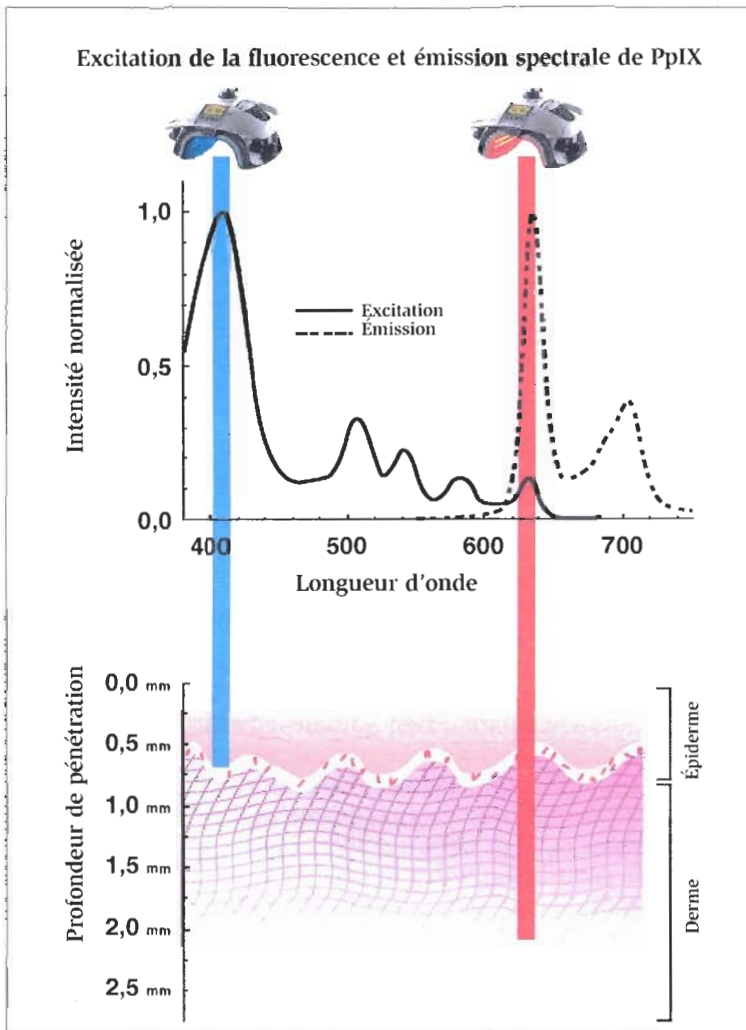 Excitation de la fluorescence et émission spectrale de PpIX
Intensité normalisée
1,0
0,5
0,0
Excitation
Émission
400
500
600
700
Longueur d'onde
Profondeur de pénétration
0,0 mm
0,5 mm
1,0 mm
1,5 mm
2,0 mm
2,5 mm
Épiderme
Derme